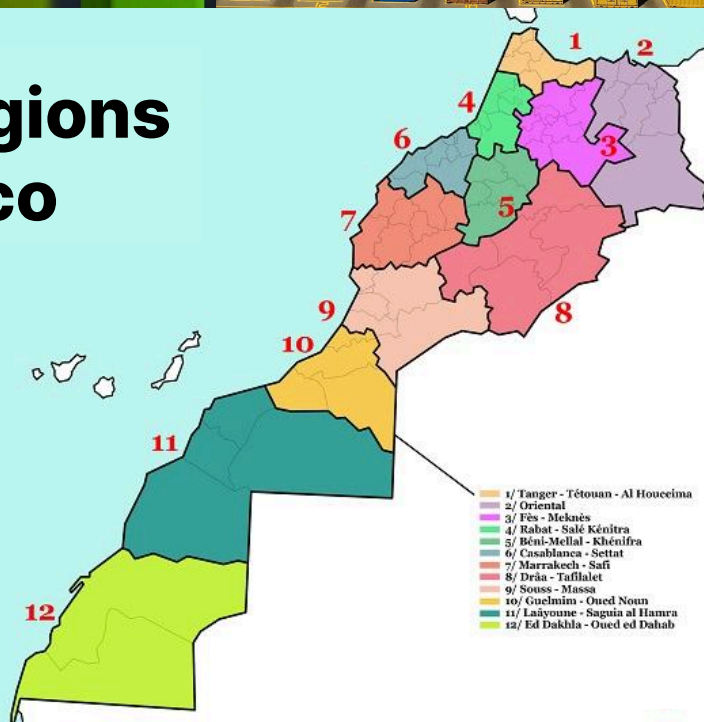 gions
co
1
2
4
3
6
5
7
9
8
10
11
12
1/ Tanger - Tétouan - Al Houceima
2/ Oriental
3/ Fès - Meknès
4/ Rabat - Salé Kénitra
5/ Béni-Mellal - Khénifra
6/ Casablanca - Settat
7/ Marrakech - Safi
8/ Drâa - Tafilalet
9/ Souss - Massa
10/ Guelmim - Oued Noun
11/ Laâyoune - Saguia al Hamra
12/ Ed Dakhla - Oued ed Dahab